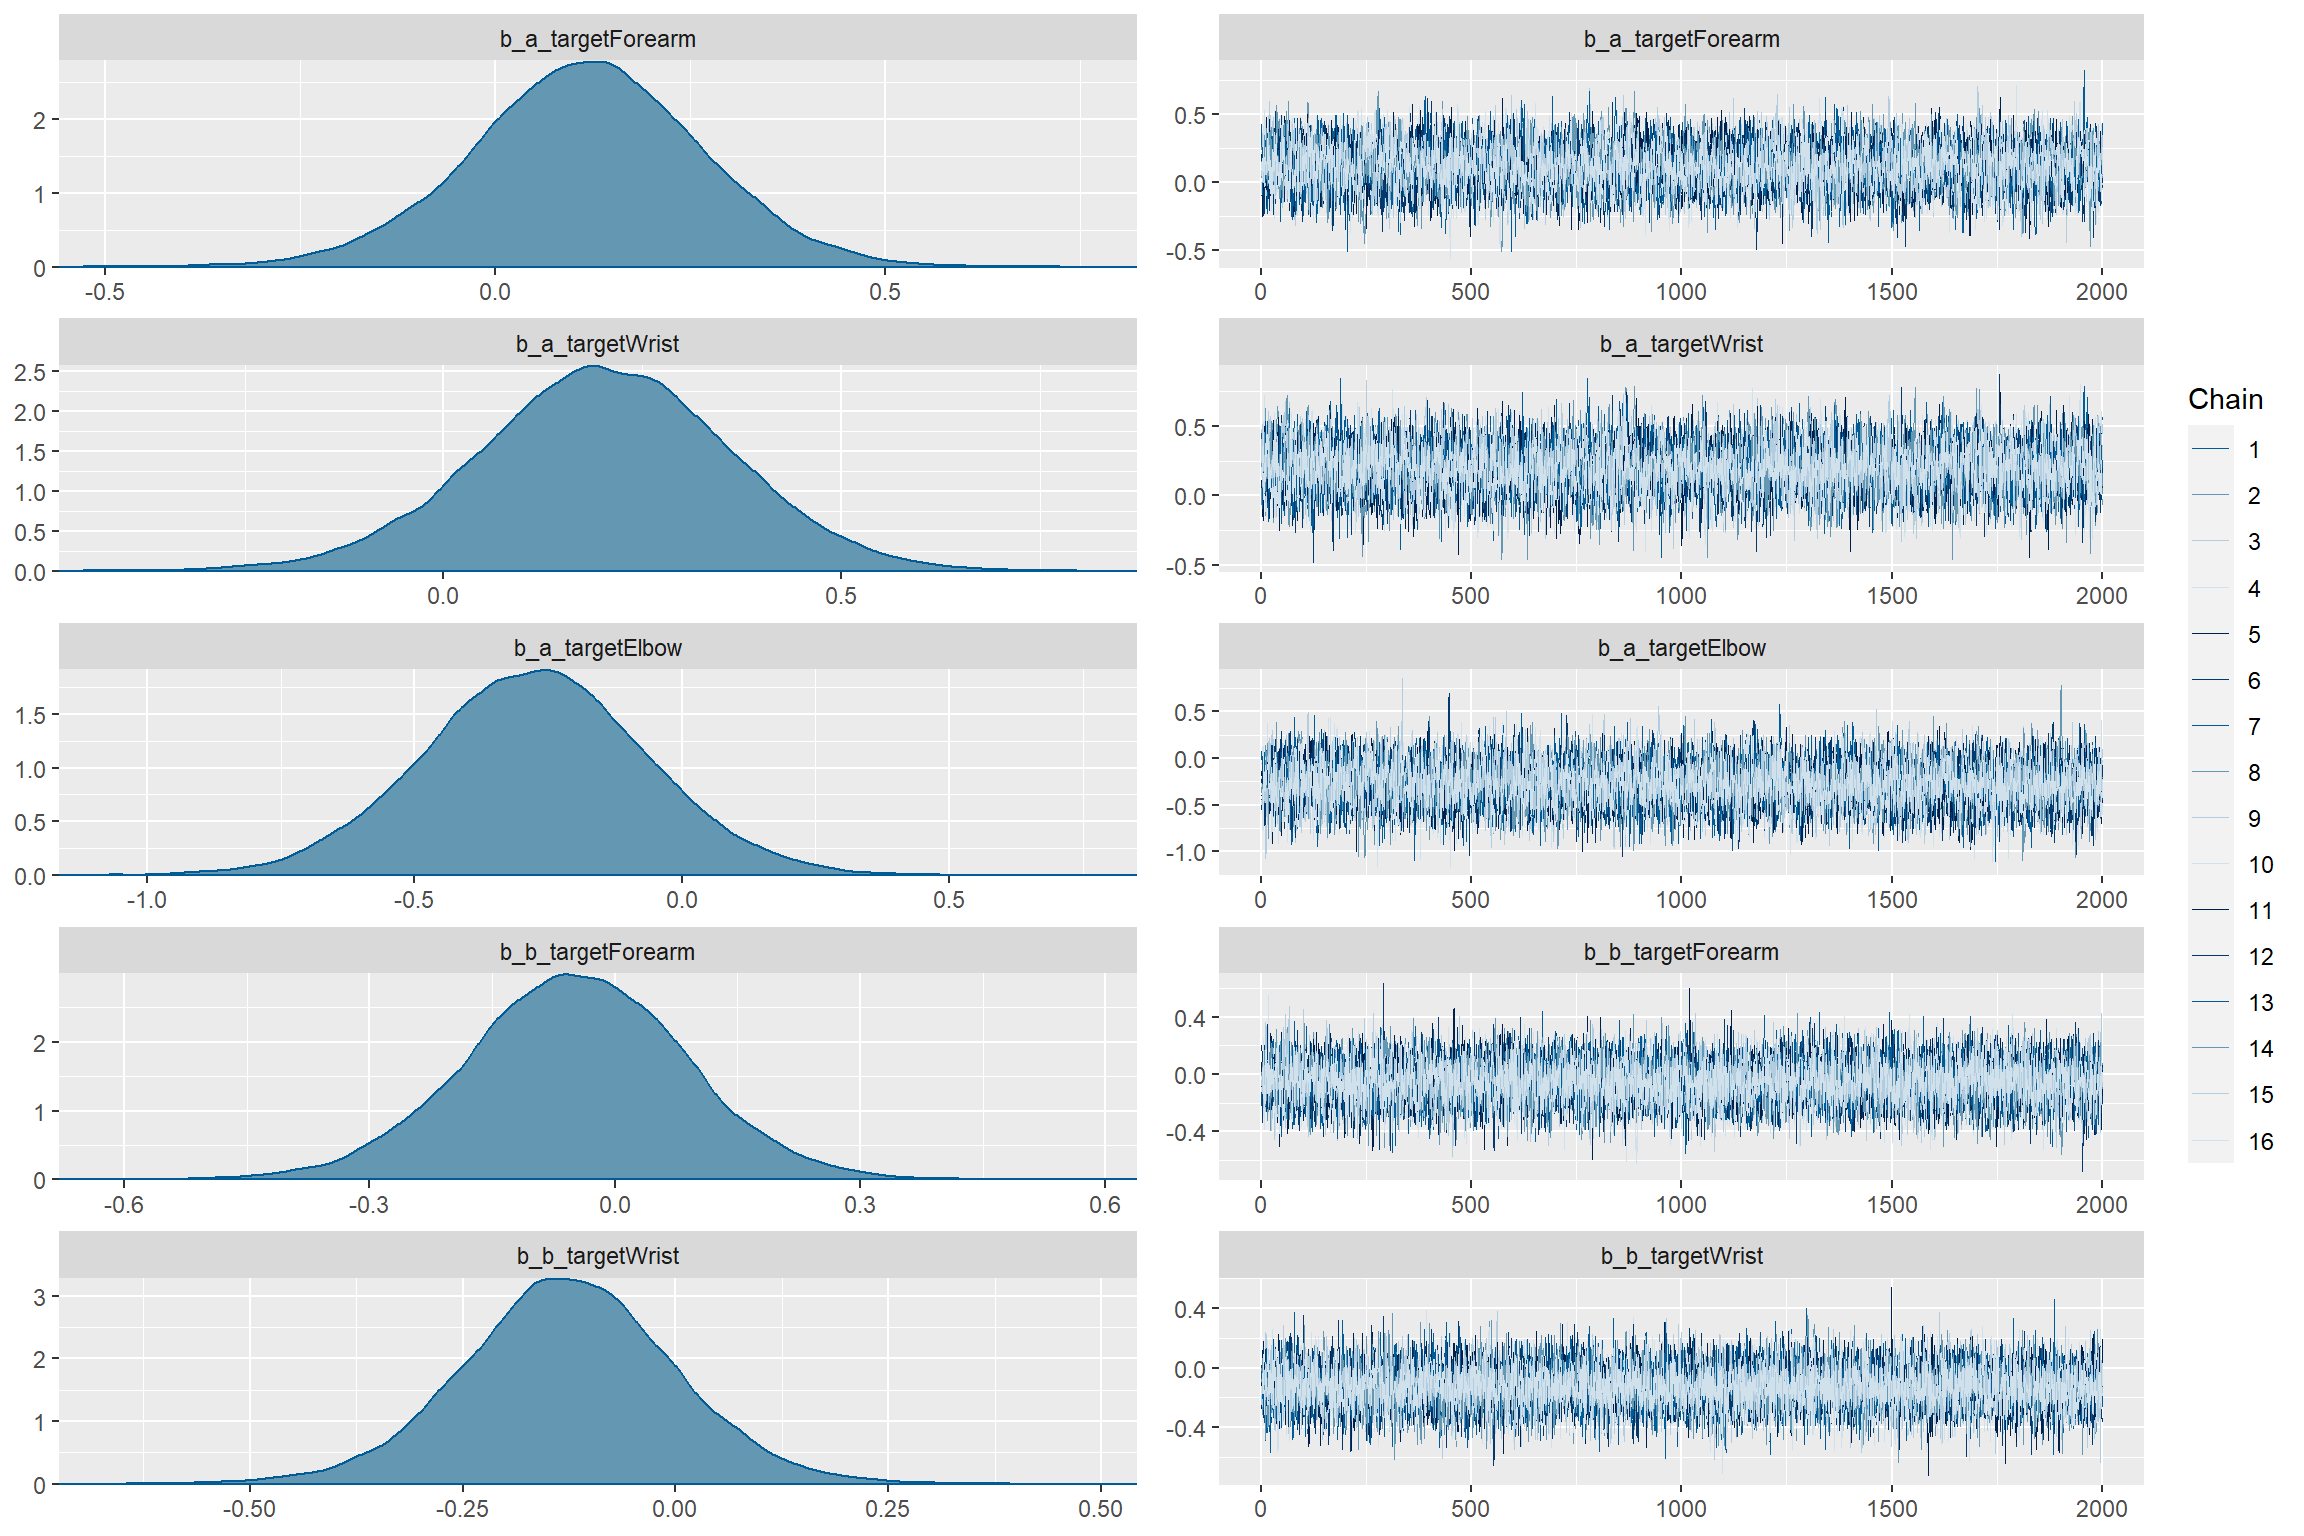 b_a_targetForearm
2
1
0
-0.5 0.0 0.5
b_a_targetForearm
0.5
0.0
-0.5
0 500 1000 1500 2000
b_a_targetWrist
2.5
2.0
1.5
1.0
0.5
0.0
0.0 0.5
b_a_targetWrist
0.5
0.0
-0.5
0 500 1000 1500 2000
b_a_targetElbow
1.5
1.0
0.5
0.0
-1.0 -0.5 0.0 0.5
b_a_targetElbow
0.5
0.0
-0.5
-1.0
0 500 1000 1500 2000
b_b_targetForearm
2
1
0
-0.6 -0.3 0.0 0.3 0.6
b_b_targetForearm
0.4
0.0
-0.4
0 500 1000 1500 2000
b_b_targetWrist
3
2
1
0
-0.50 -0.25 0.00 0.25 0.50
b_b_targetWrist
0.4
0.0
-0.4
0 500 1000 1500 2000
Chain
1
2
3
4
5
6
7
8
9
10
11
12
13
14
15
16